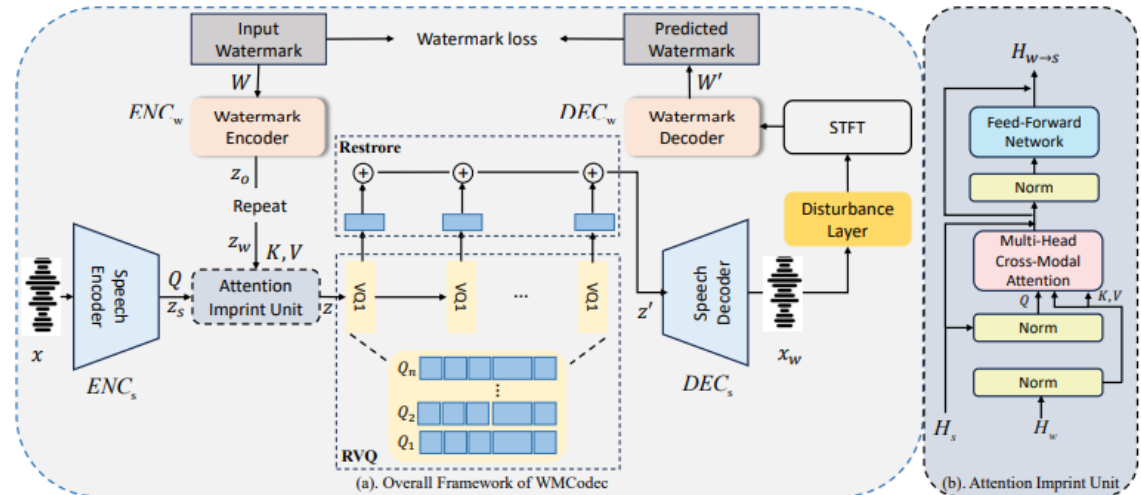 Input
Watermark
Watermark loss
Predicted
Watermark
W
W'
ENC_w
Watermark
Encoder
DEC_w
Watermark
Decoder
STFT
z_o
Repeat
z_w
K, V
Restrore
+
+
+
Disturbance
Layer
Speech
Encoder
Q
z_s
Attention
Imprint Unit
z
VQ1
VQ1
...
VQ1
z'
Speech
Decoder
x
x_w
ENC_s
DEC_s
Q_n
⋮
Q_2
Q_1
RVQ
(a). Overall Framework of WMCodec
H_{w→s}
Feed-Forward
Network
Norm
Multi-Head
Cross-Modal
Attention
Q
K, V
Norm
Norm
H_s
H_w
(b). Attention Imprint Unit